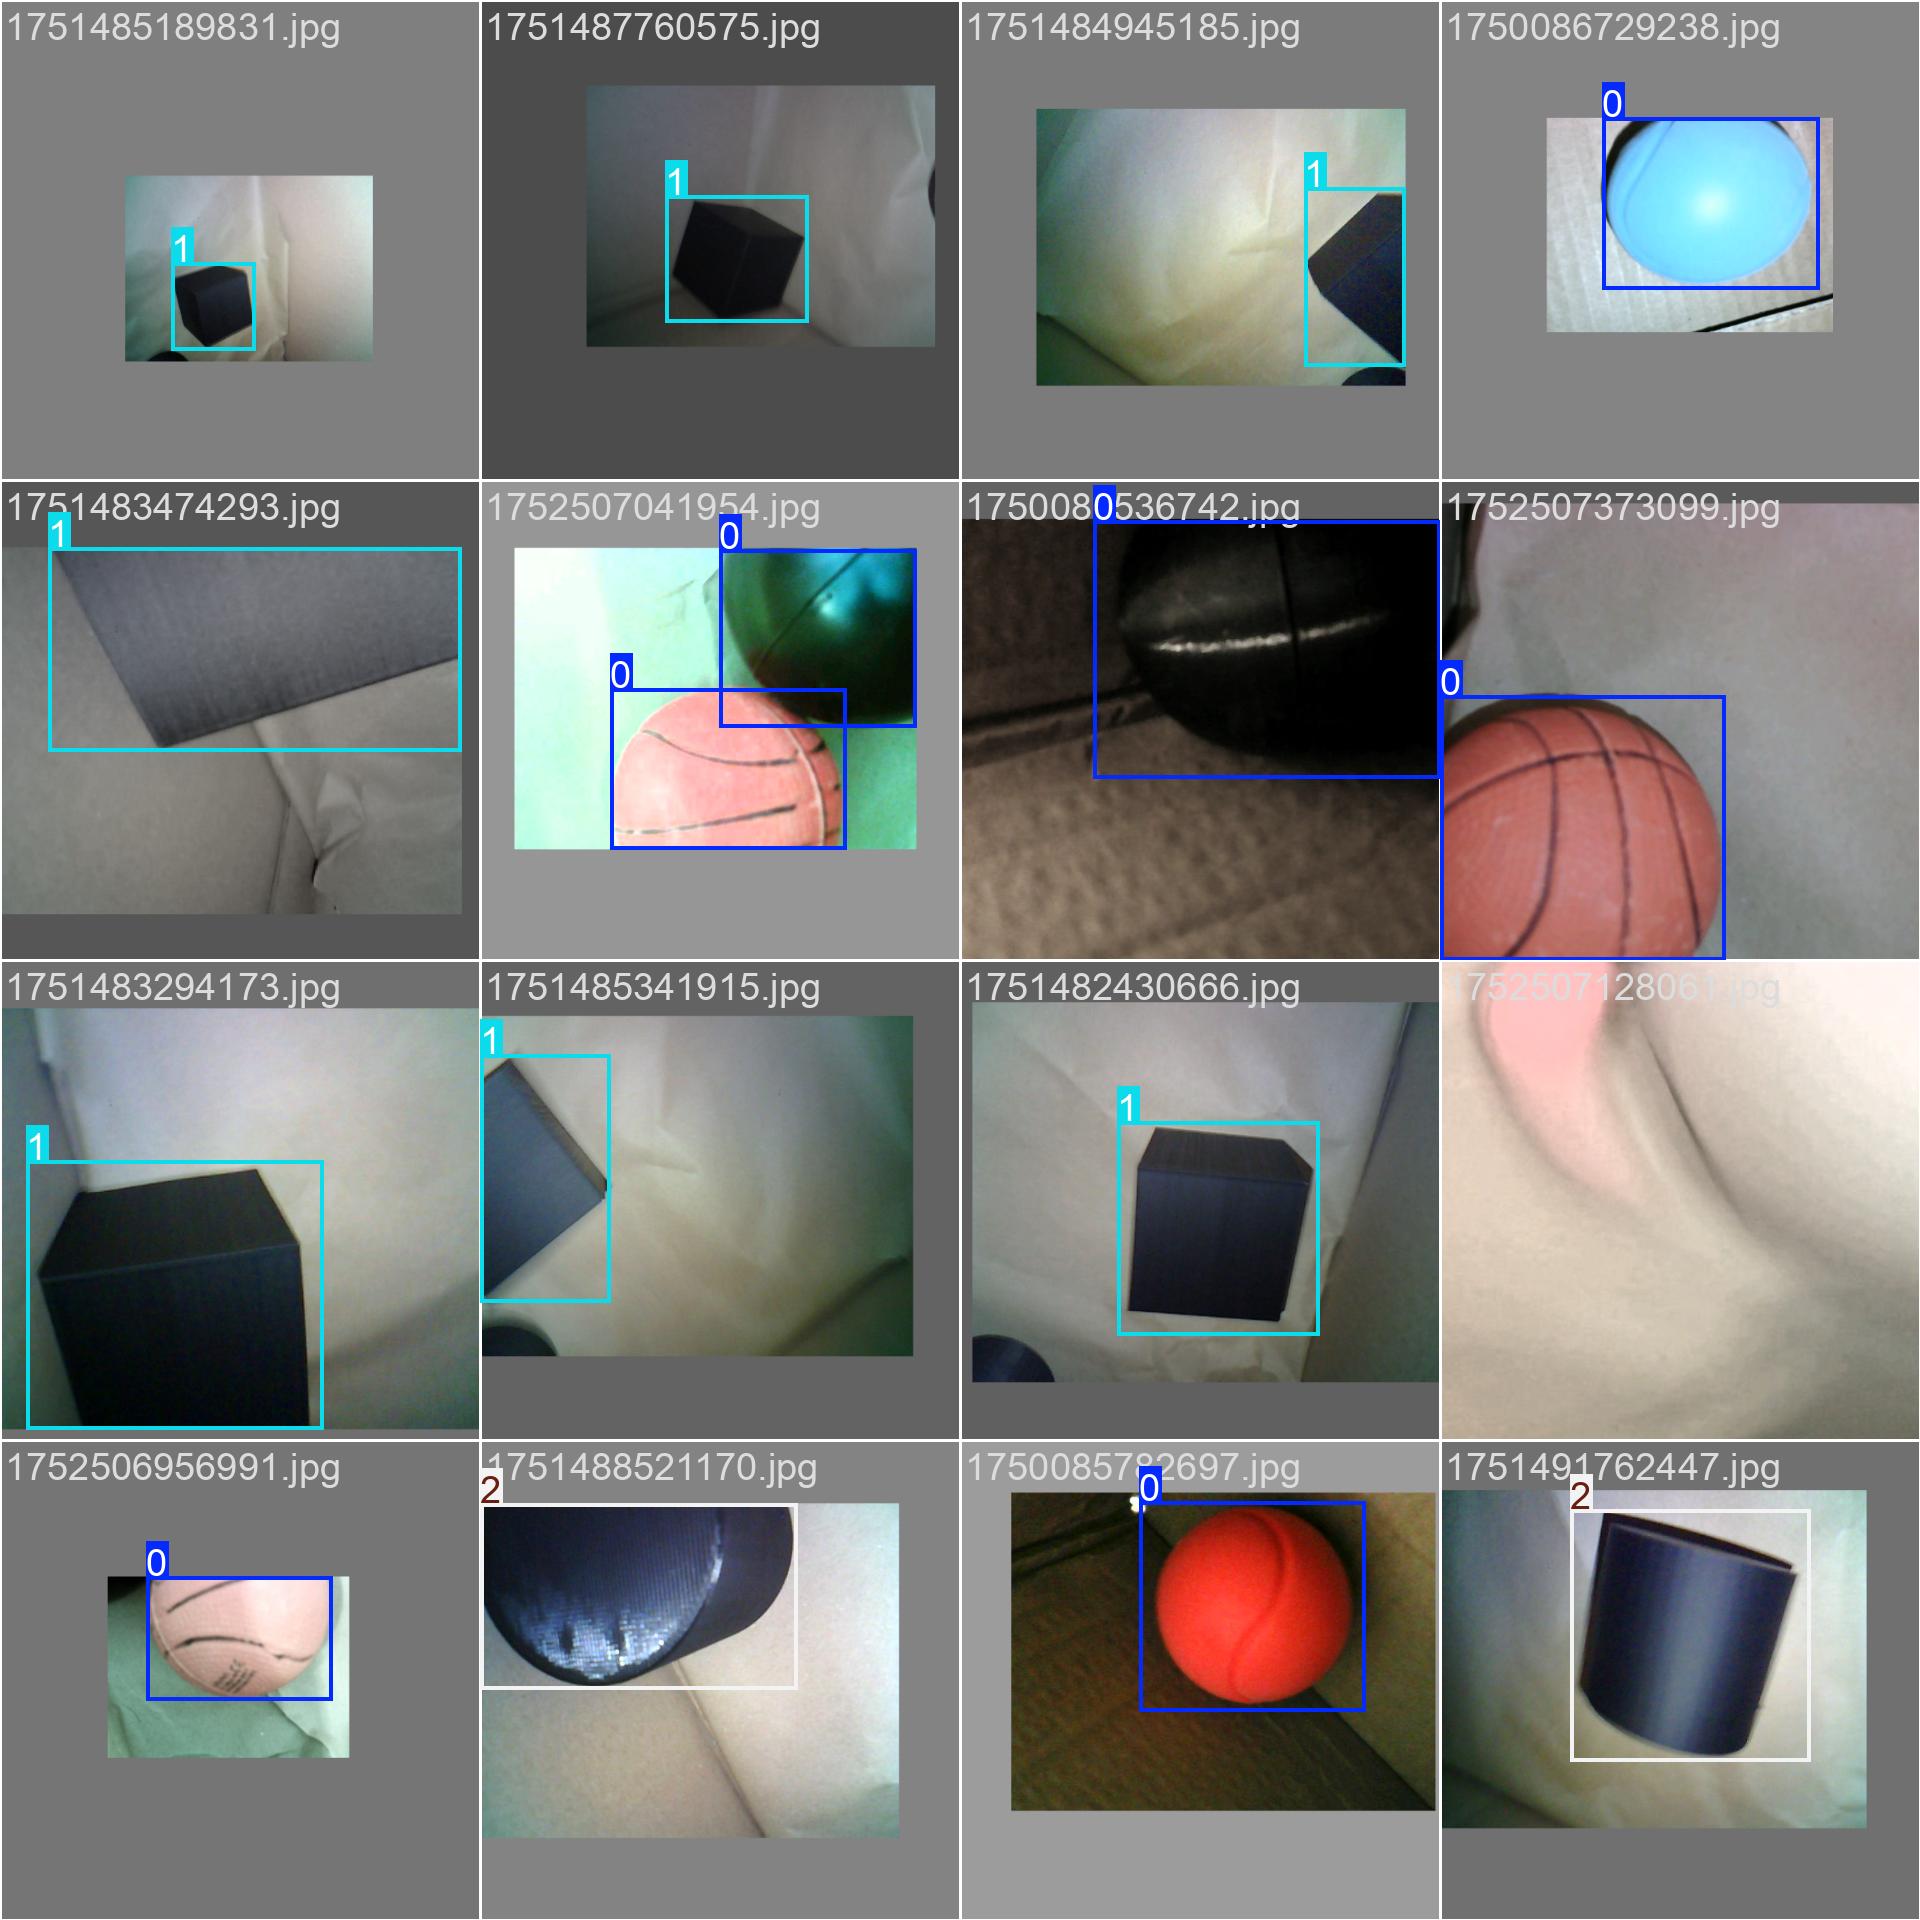 1751485189831.jpg
1751487760575.jpg
1751484945185.jpg
1750086729238.jpg
1
1
1
0
1751483474293.jpg
1752507041954.jpg
1750080536742.jpg
1752507373099.jpg
1
0
0
0
0
1751483294173.jpg
1751485341915.jpg
1751482430666.jpg
1752507128061.jpg
1
1
1
1752506956991.jpg
1751488521170.jpg
1750085782697.jpg
1751491762447.jpg
0
2
0
2